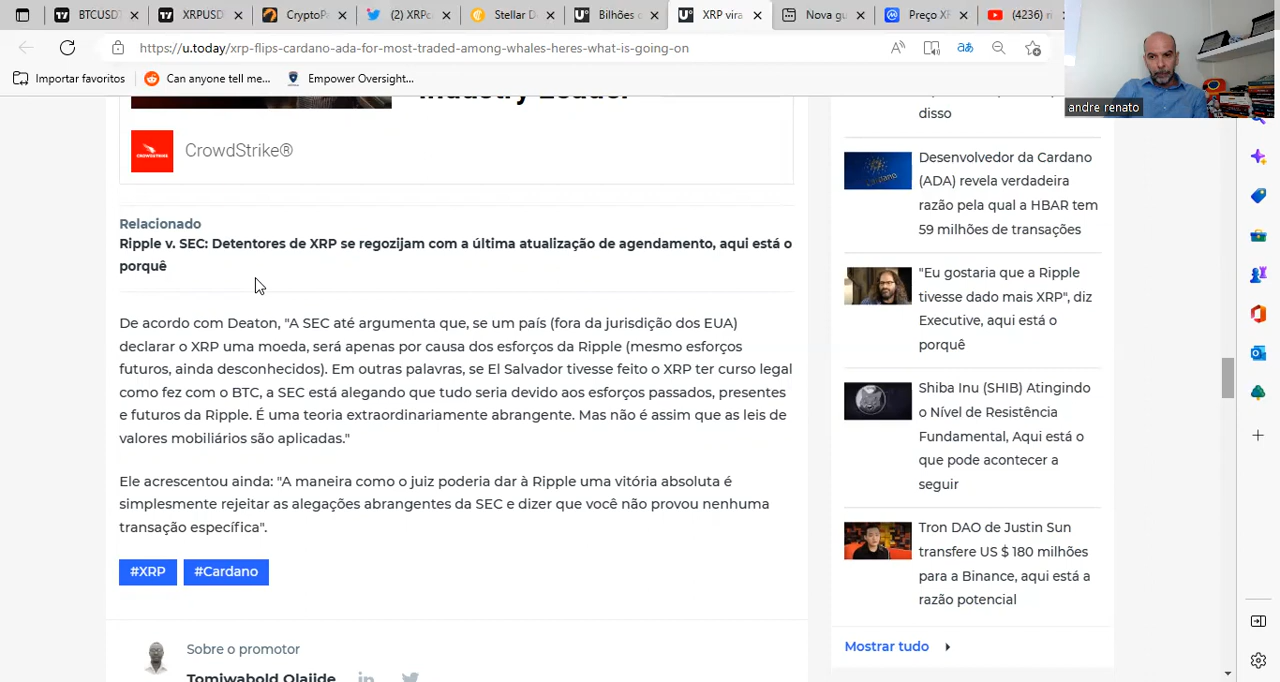 BTCUSDT
XRPUSD
CryptoP
(2) XRPc
Stellar D
Bilhões c
XRP vira
Nova gu
Preço XF
(4236) ri
https://u.today/xrp-flips-cardano-ada-for-most-traded-among-whales-heres-what-is-going-on
Importar favoritos
Can anyone tell me...
Empower Oversight...
andre renato
CrowdStrike®
Relacionado
Ripple v. SEC: Detentores de XRP se regozijam com a última atualização de agendamento, aqui está o
porquê
De acordo com Deaton, "A SEC até argumenta que, se um país (fora da jurisdição dos EUA)
declarar o XRP uma moeda, será apenas por causa dos esforços da Ripple (mesmo esforços
futuros, ainda desconhecidos). Em outras palavras, se El Salvador tivesse feito o XRP ter curso legal
como fez com o BTC, a SEC está alegando que tudo seria devido aos esforços passados, presentes
e futuros da Ripple. É uma teoria extraordinariamente abrangente. Mas não é assim que as leis de
valores mobiliários são aplicadas."
Ele acrescentou ainda: "A maneira como o juiz poderia dar à Ripple uma vitória absoluta é
simplesmente rejeitar as alegações abrangentes da SEC e dizer que você não provou nenhuma
transação específica".
#XRP #Cardano
Sobre o promotor
Tomiwabold Olajide
disso
Desenvolvedor da Cardano
(ADA) revela verdadeira
razão pela qual a HBAR tem
59 milhões de transações
"Eu gostaria que a Ripple
tivesse dado mais XRP", diz
Executive, aqui está o
porquê
Shiba Inu (SHIB) Atingindo
o Nível de Resistência
Fundamental, Aqui está o
que pode acontecer a
seguir
Tron DAO de Justin Sun
transfere US $ 180 milhões
para a Binance, aqui está a
razão potencial
Mostrar tudo